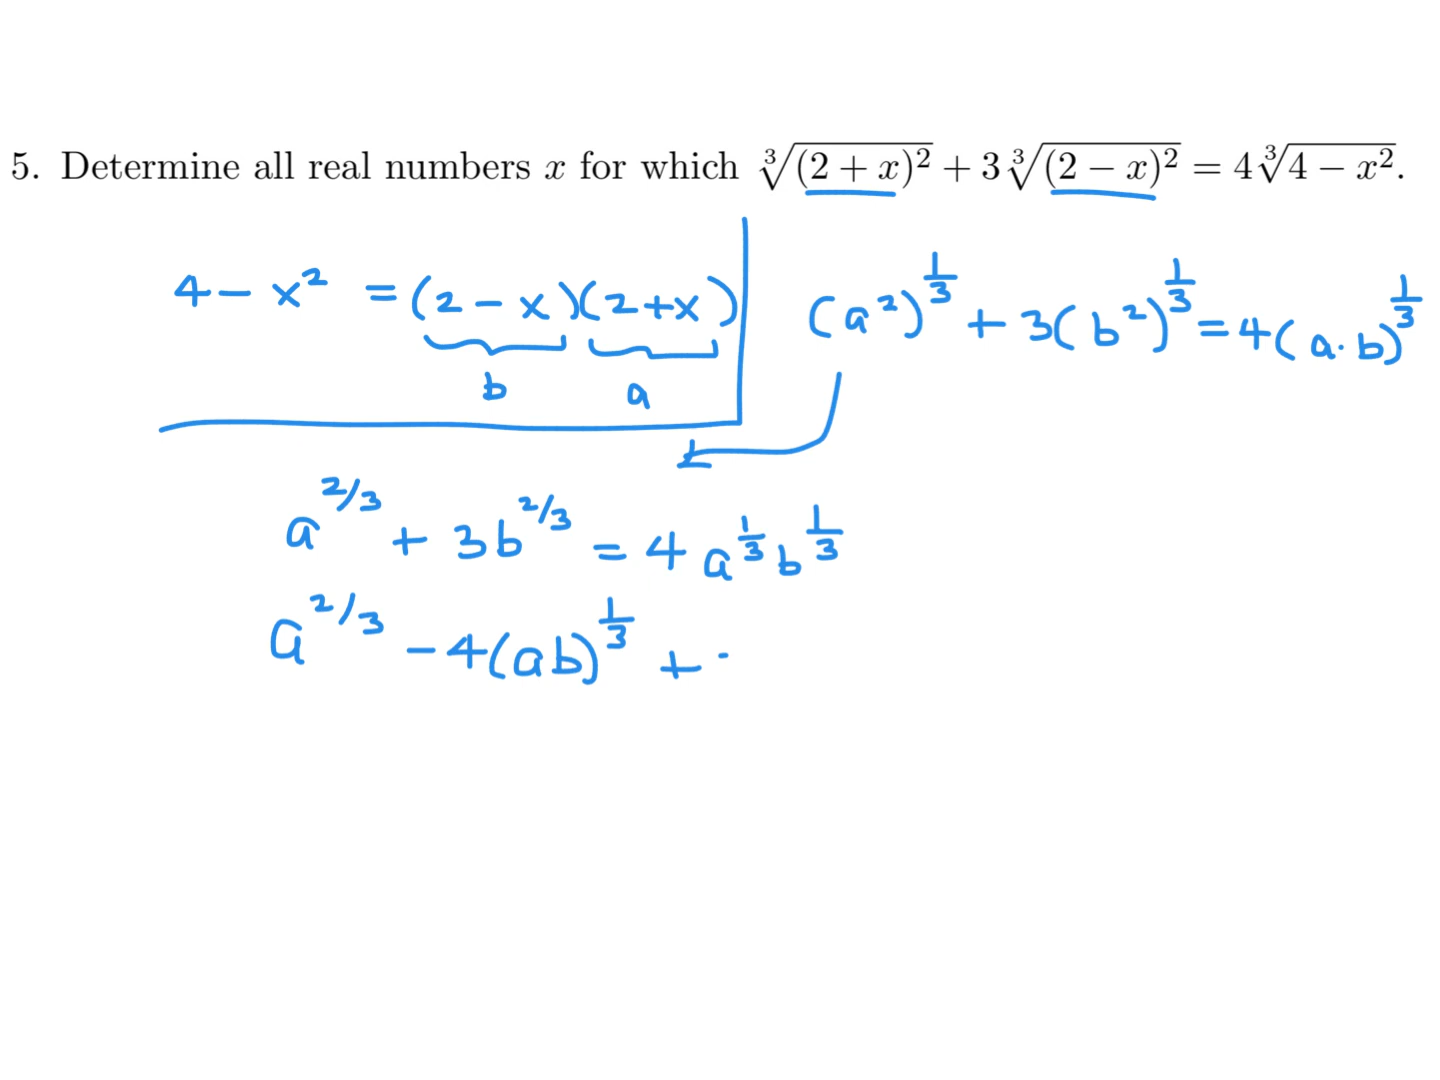 5. Determine all real numbers x for which ∛(2 + x)² + 3∛(2 − x)² = 4∛4 − x².
4 − x² = (2 − x)(2+x)
b a
(a²)^{1/3} + 3(b²)^{1/3} = 4(a·b)^{1/3}
a^{2/3} + 3b^{2/3} = 4a^{1/3}b^{1/3}
a^{2/3} − 4(ab)^{1/3} +